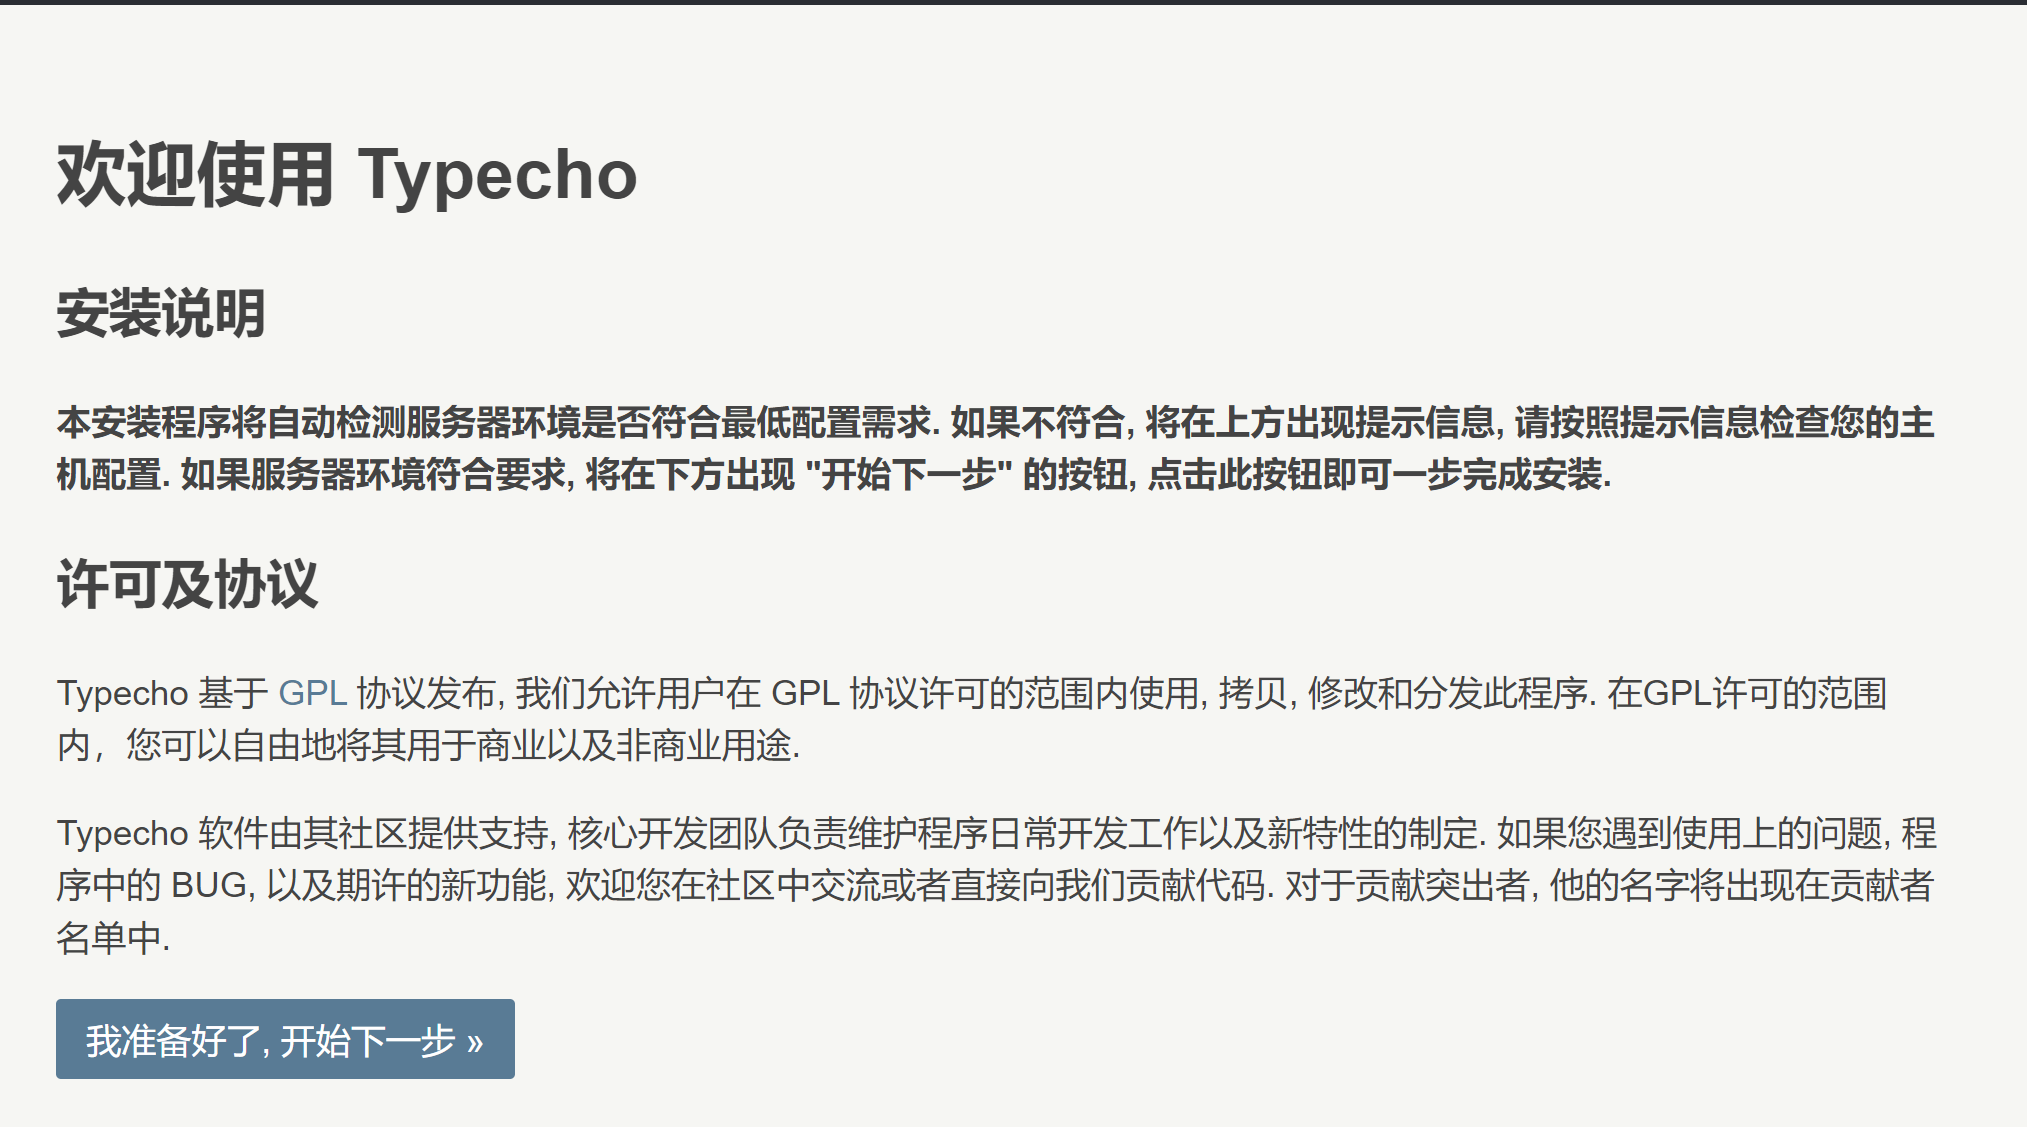 欢迎使用 Typecho
安装说明
本安装程序将自动检测服务器环境是否符合最低配置需求. 如果不符合, 将在上方出现提示信息, 请按照提示信息检查您的主
机配置. 如果服务器环境符合要求, 将在下方出现 "开始下一步" 的按钮, 点击此按钮即可一步完成安装.
许可及协议
Typecho 基于 GPL 协议发布, 我们允许用户在 GPL 协议许可的范围内使用, 拷贝, 修改和分发此程序. 在GPL许可的范围
内，您可以自由地将其用于商业以及非商业用途.
Typecho 软件由其社区提供支持, 核心开发团队负责维护程序日常开发工作以及新特性的制定. 如果您遇到使用上的问题, 程
序中的 BUG, 以及期许的新功能, 欢迎您在社区中交流或者直接向我们贡献代码. 对于贡献突出者, 他的名字将出现在贡献者
名单中.
我准备好了, 开始下一步 »